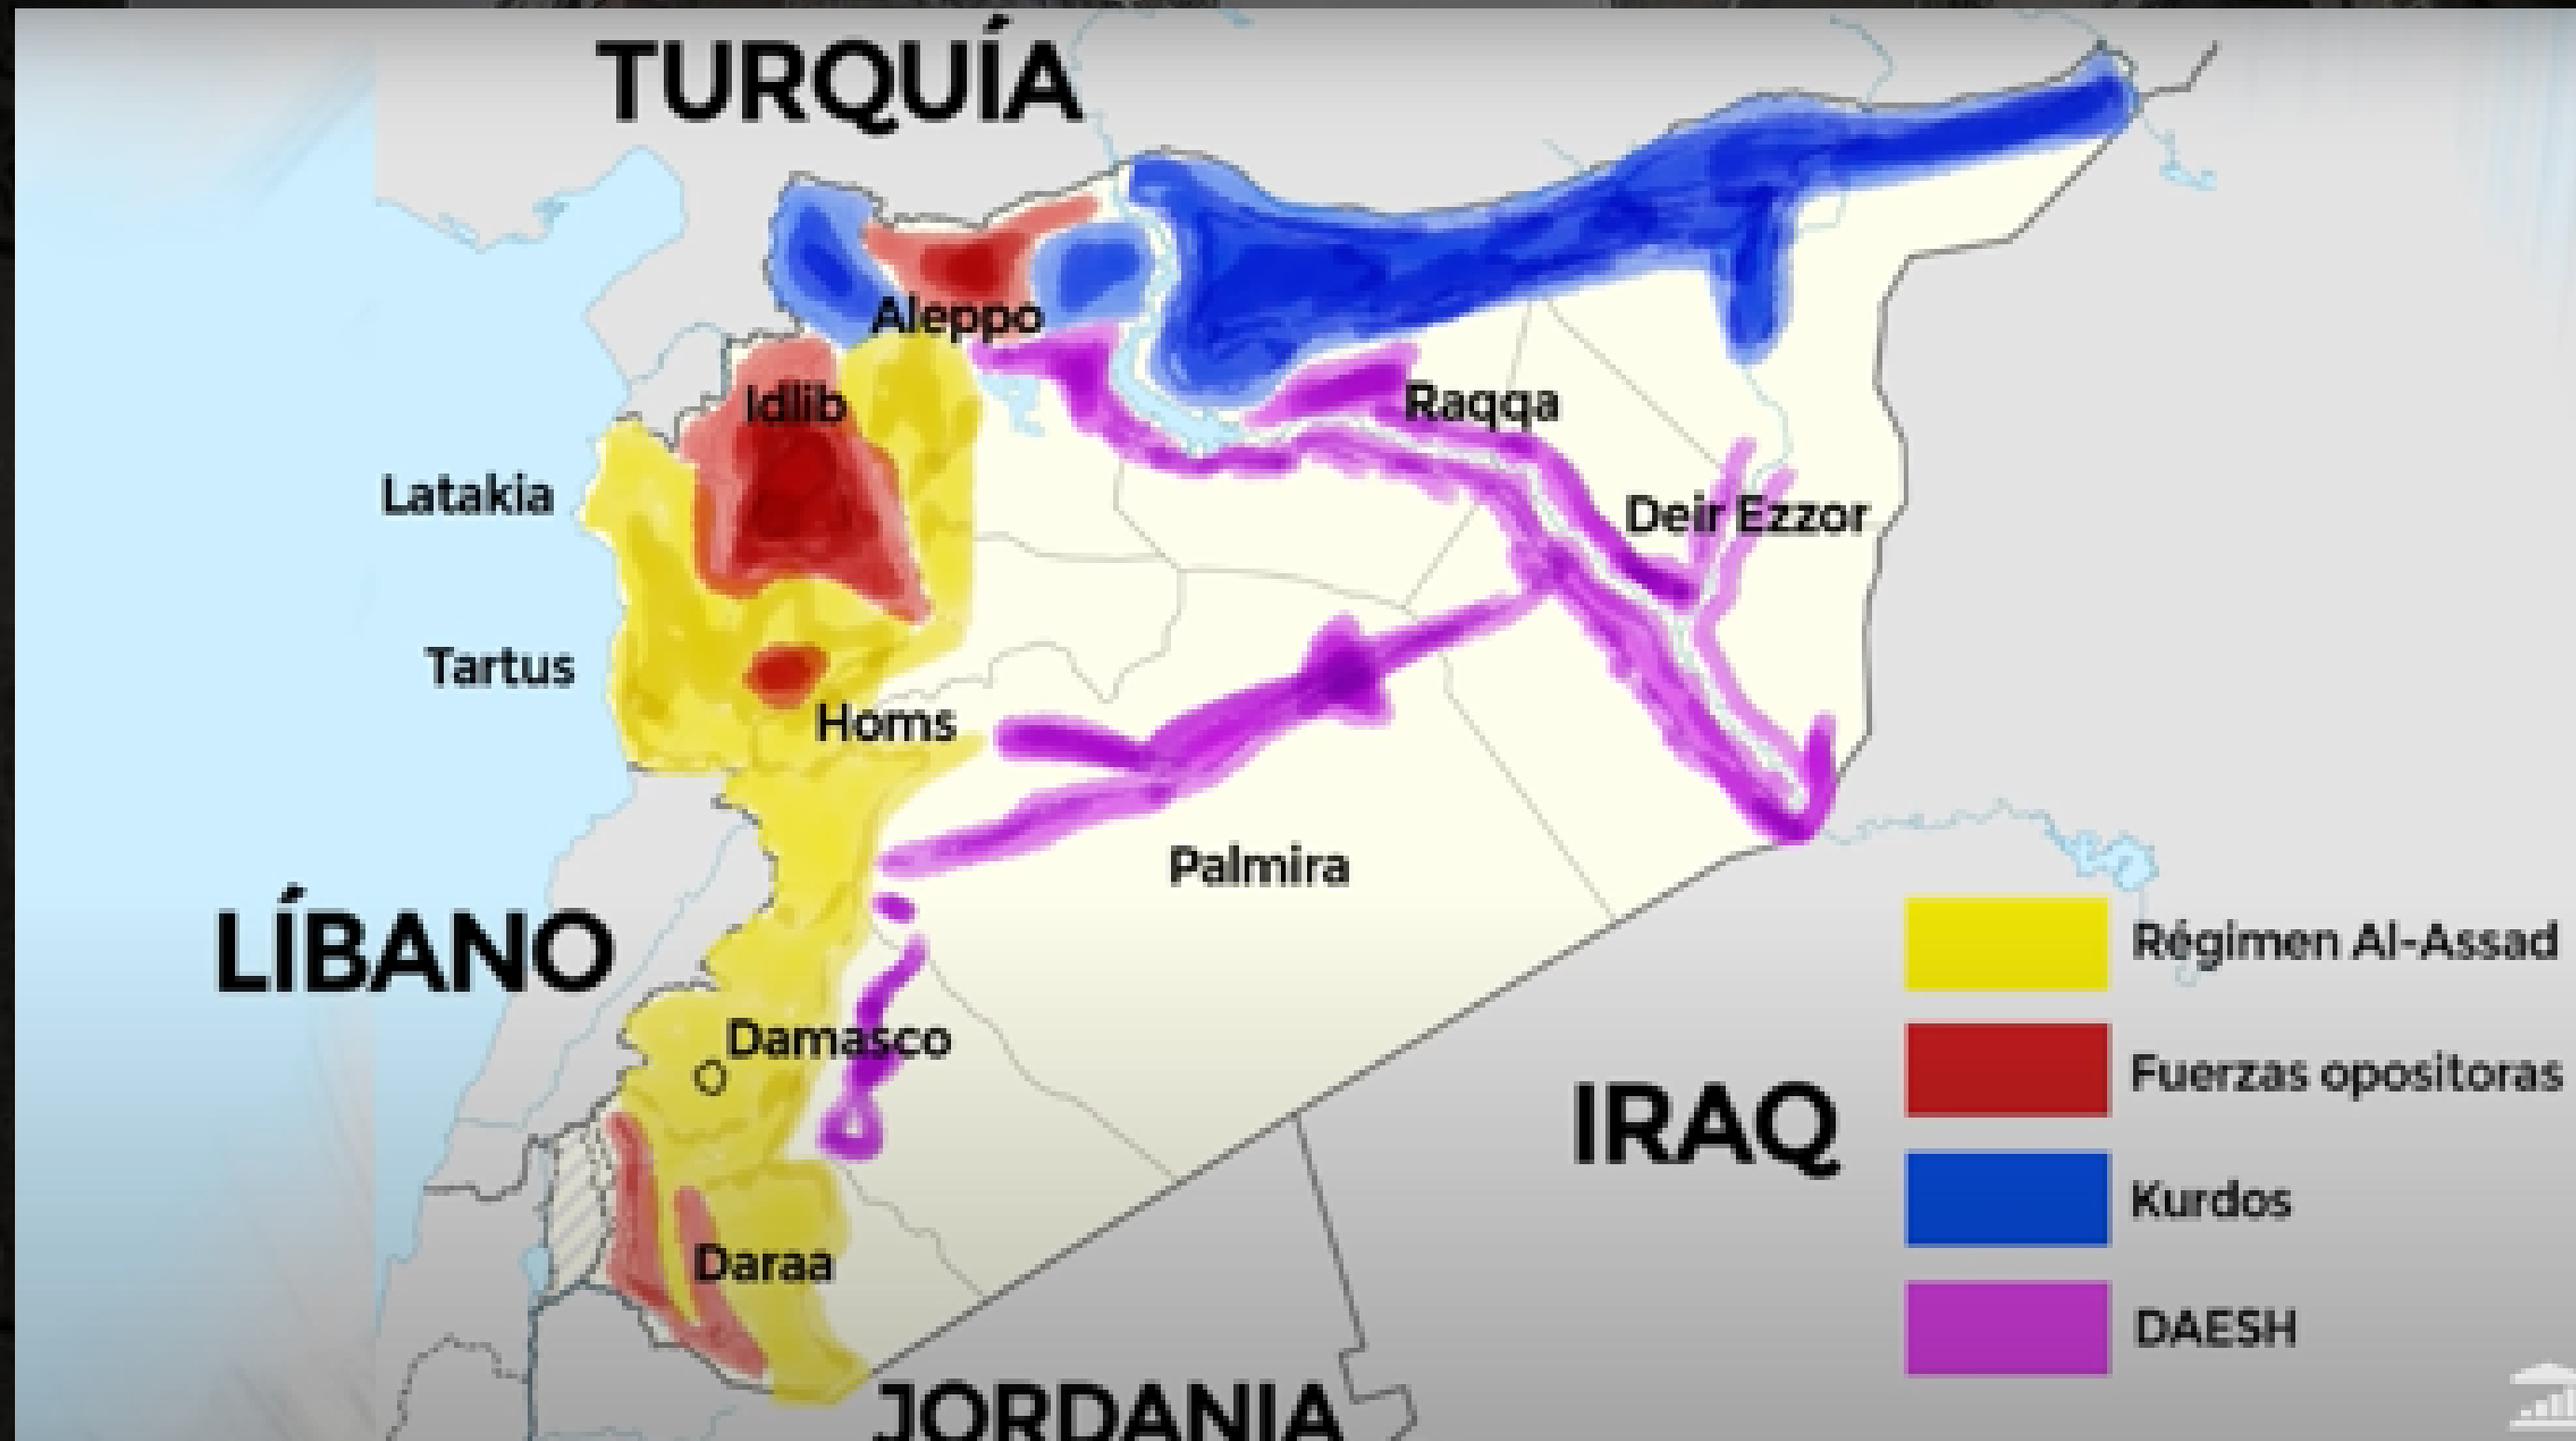 TURQUÍA
Aleppo
Idlib
Raqqa
Latakia
Deir Ezzor
Tartus
Homs
Palmira
LÍBANO
Damasco
Daraa
IRAQ
JORDANIA
Régimen Al-Assad
Fuerzas opositoras
Kurdos
DAESH